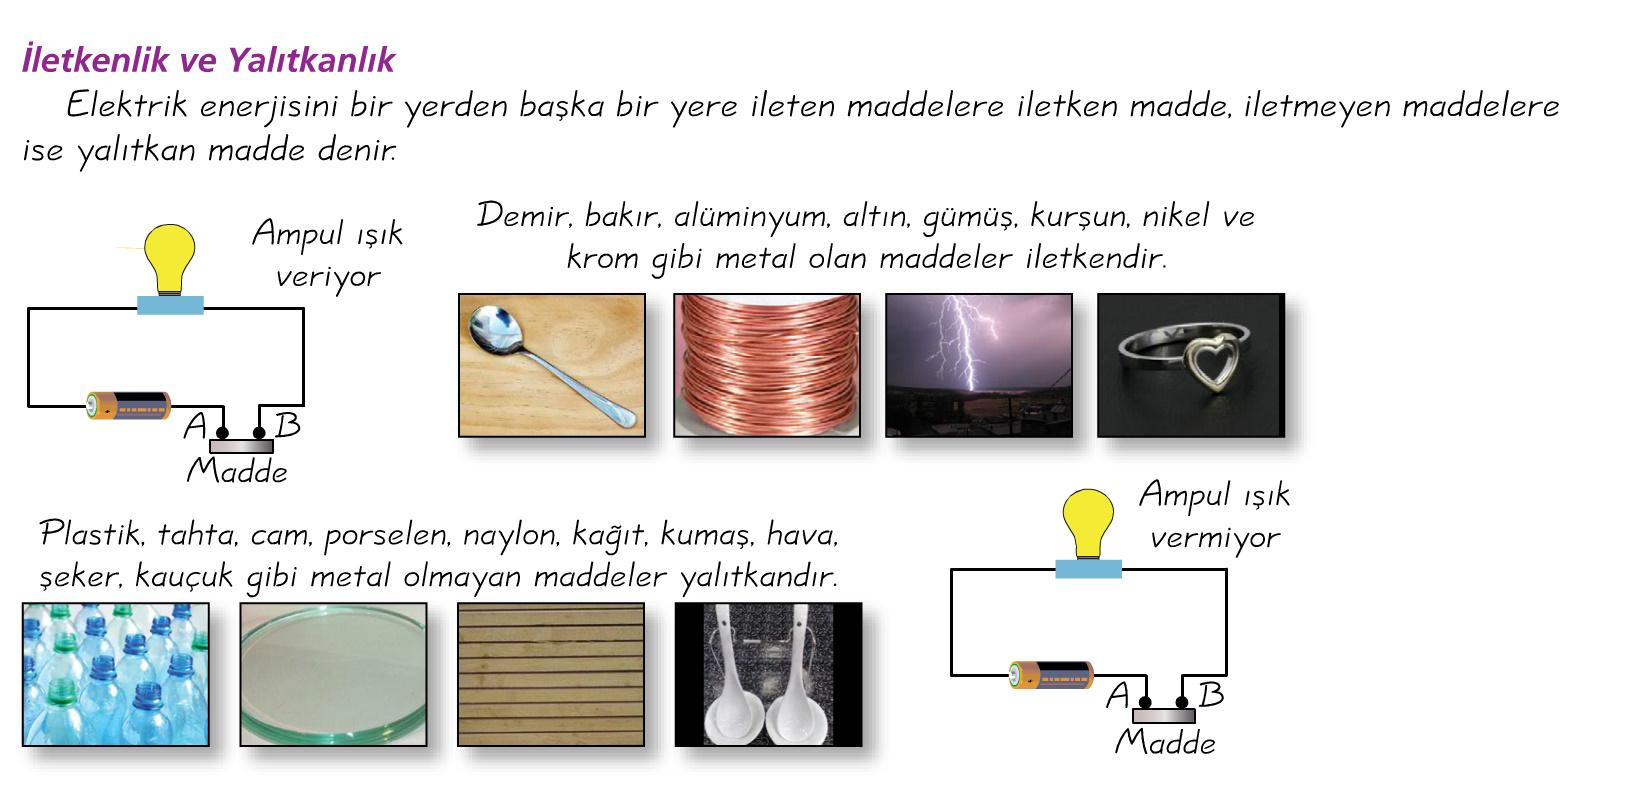 İletkenlik ve Yalıtkanlık
Elektrik enerjisini bir yerden başka bir yere ileten maddelere iletken madde, iletmeyen maddelere
ise yalıtkan madde denir.
Ampul ışık
veriyor
Demir, bakır, alüminyum, altın, gümüş, kurşun, nikel ve
krom gibi metal olan maddeler iletkendir.
A
B
Madde
Plastik, tahta, cam, porselen, naylon, kağıt, kumaş, hava,
şeker, kauçuk gibi metal olmayan maddeler yalıtkandır.
Ampul ışık
vermiyor
A
B
Madde